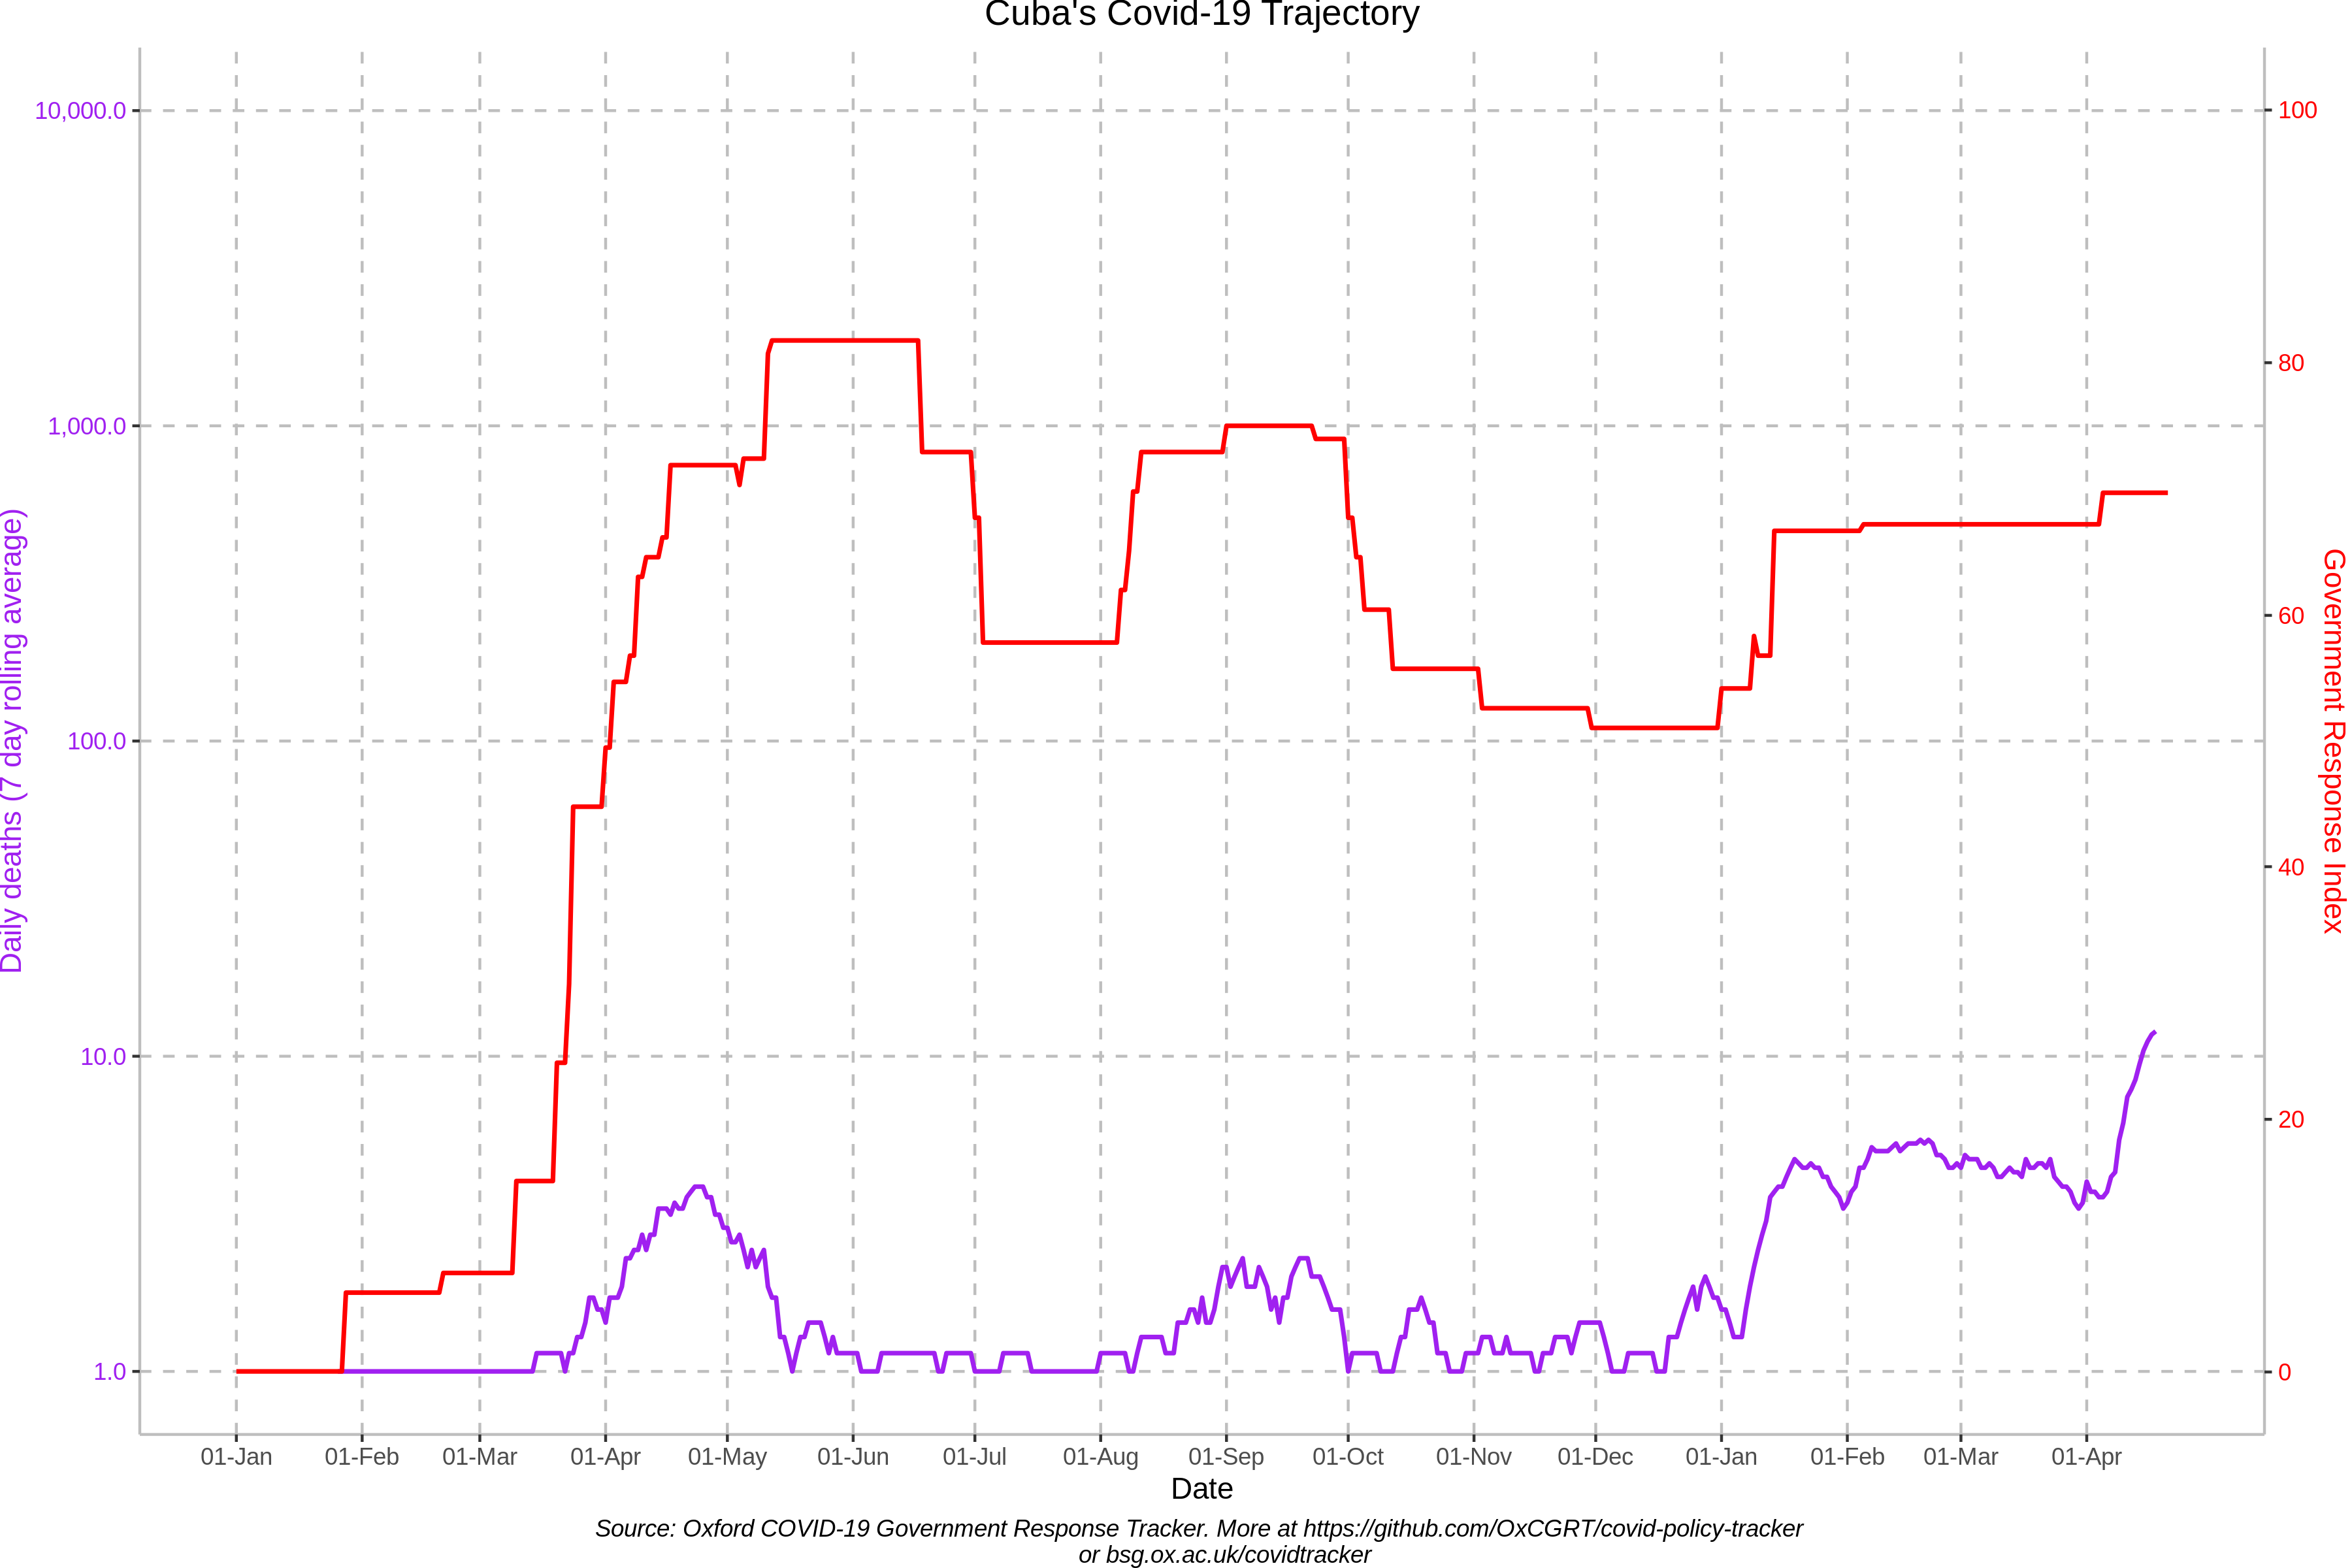 Cuba's Covid-19 Trajectory
10,000.0
1,000.0
100.0
10.0
1.0
Daily deaths (7 day rolling average)
100
80
60
40
20
0
Government Response Index
01-Jan 01-Feb 01-Mar 01-Apr 01-May 01-Jun 01-Jul 01-Aug 01-Sep 01-Oct 01-Nov 01-Dec 01-Jan 01-Feb 01-Mar 01-Apr
Date
Source: Oxford COVID-19 Government Response Tracker. More at https://github.com/OxCGRT/covid-policy-tracker
or bsg.ox.ac.uk/covidtracker